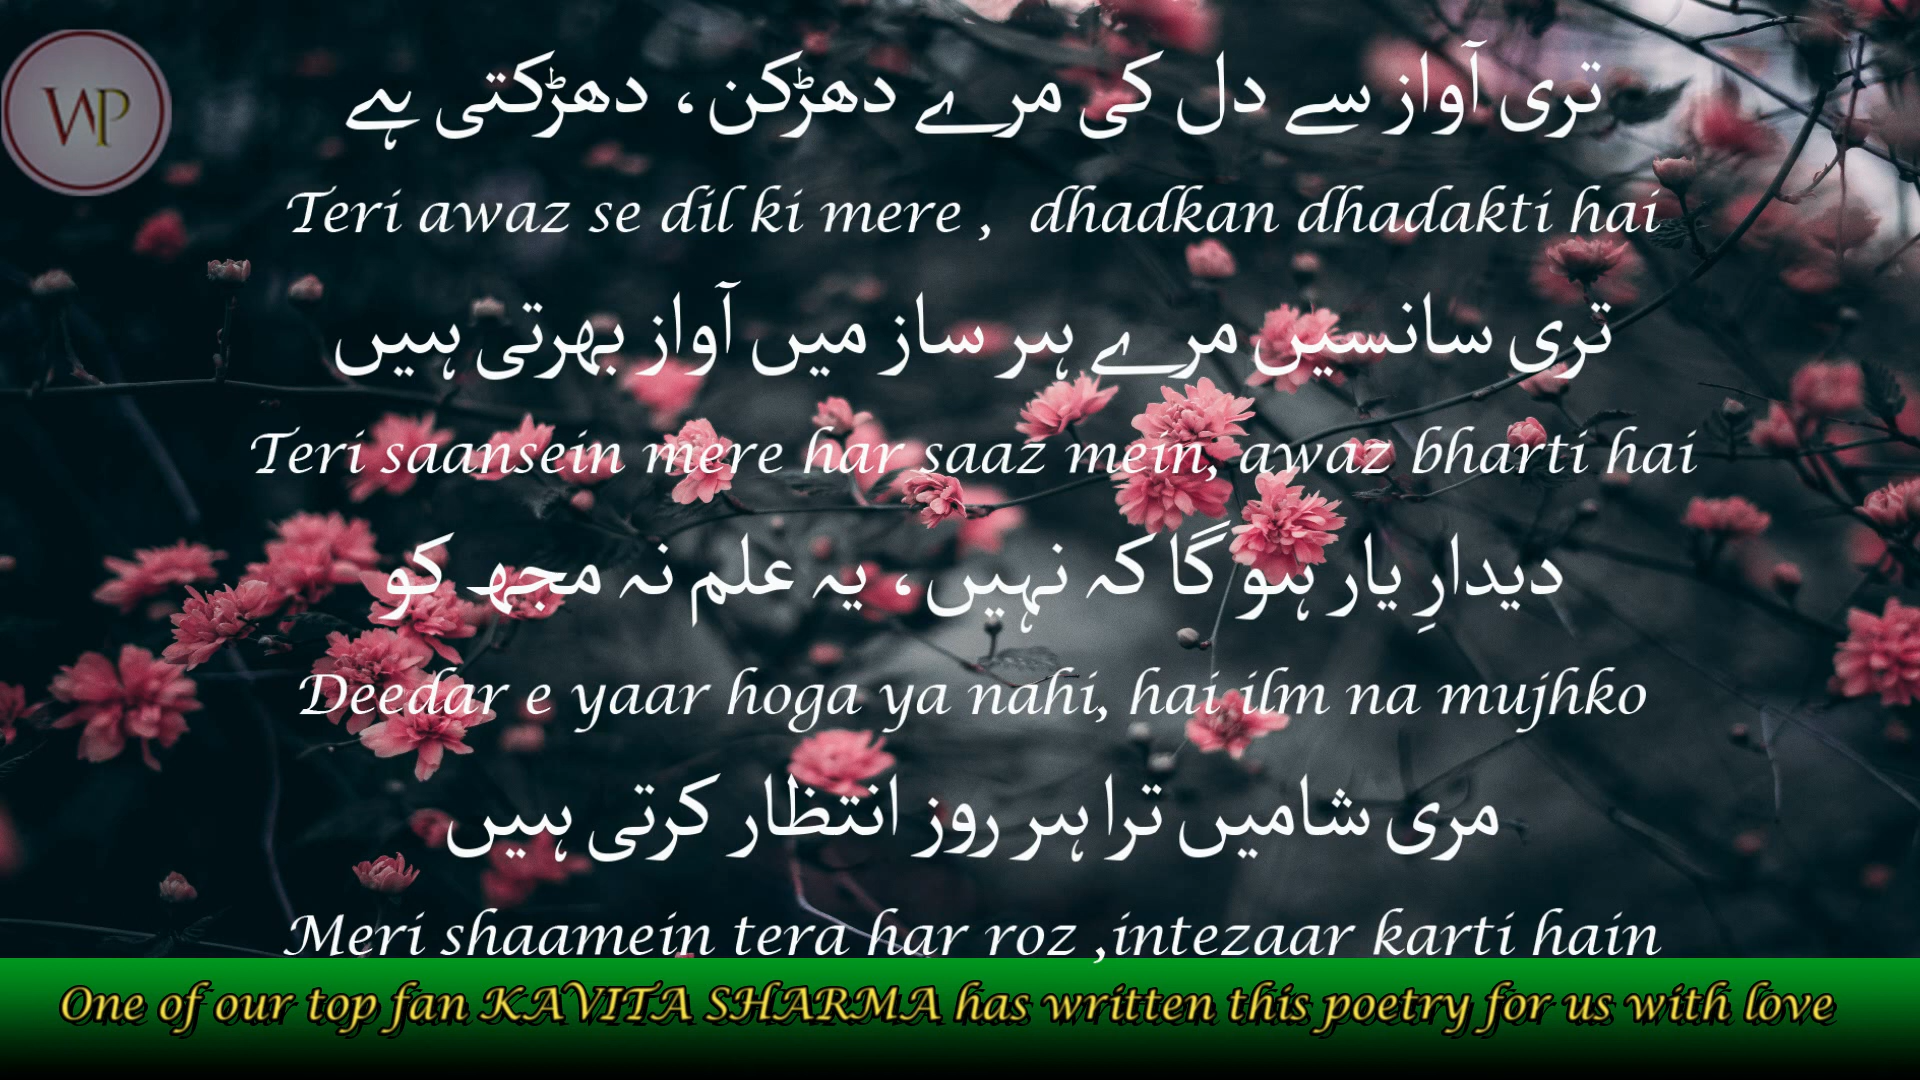 WP
تری آواز سے دل کی مرے دھڑکن، دھڑکتی ہے
Teri awaz se dil ki mere , dhadkan dhadakti hai
تری سانسیں مرے ہر ساز میں آواز بھرتی ہیں
Teri saansein mere har saaz mein, awaz bharti hai
دیدارِ یار ہو گا کہ نہیں، یہ علم نہ مجھ کو
Deedar e yaar hoga ya nahi, hai ilm na mujhko
مری شامیں ترا ہر روز انتظار کرتی ہیں
Meri shaamein tera har roz ,intezaar karti hain
One of our top fan KAVITA SHARMA has written this poetry for us with love